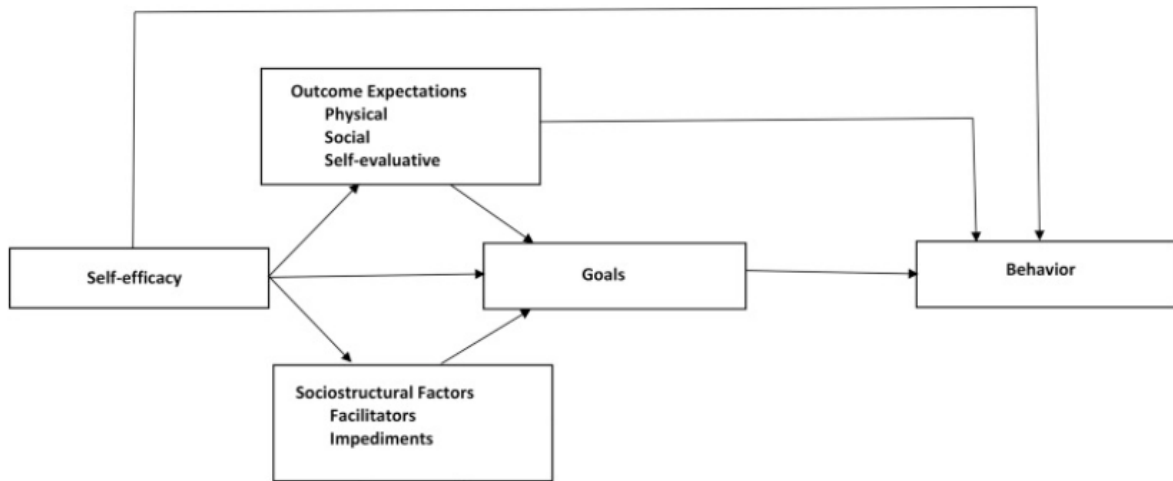 Outcome Expectations
Physical
Social
Self-evaluative
Self-efficacy
Goals
Behavior
Sociostructural Factors
Facilitators
Impediments